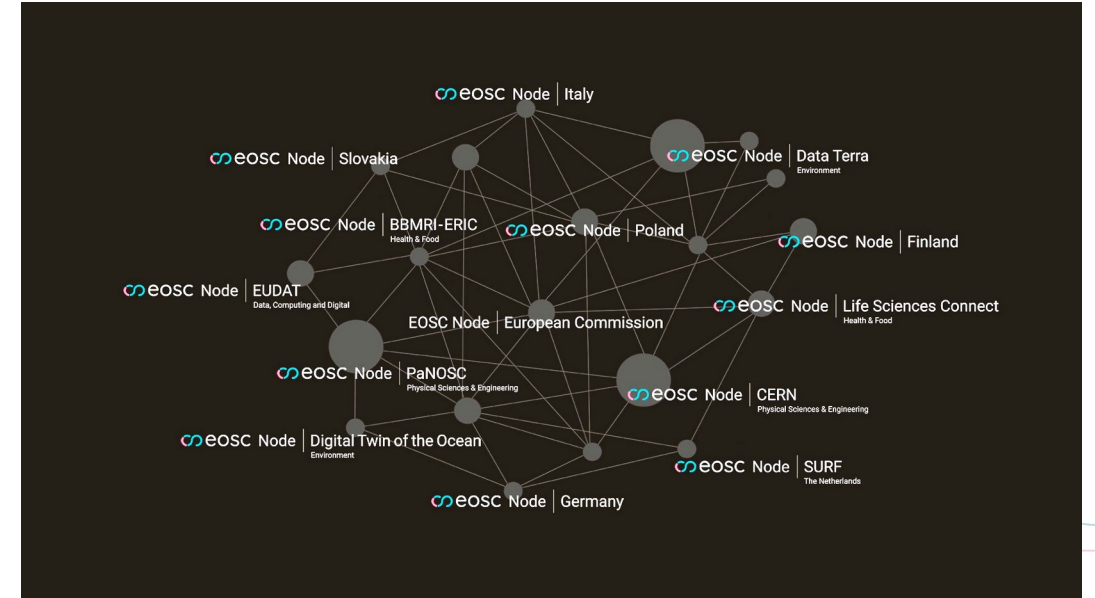 eosc Node | Italy
eosc Node | Slovakia
eosc Node | Data Terra
Environment
eosc Node | BBMRI-ERIC
Health & Food
eosc Node | Poland
eosc Node | Finland
eosc Node | EUDAT
Data, Computing and Digital
eosc Node | Life Sciences Connect
Health & Food
EOSC Node | European Commission
eosc Node | PaNOSC
Physical Sciences & Engineering
eosc Node | CERN
Physical Sciences & Engineering
eosc Node | Digital Twin of the Ocean
Environment
eosc Node | SURF
The Netherlands
eosc Node | Germany